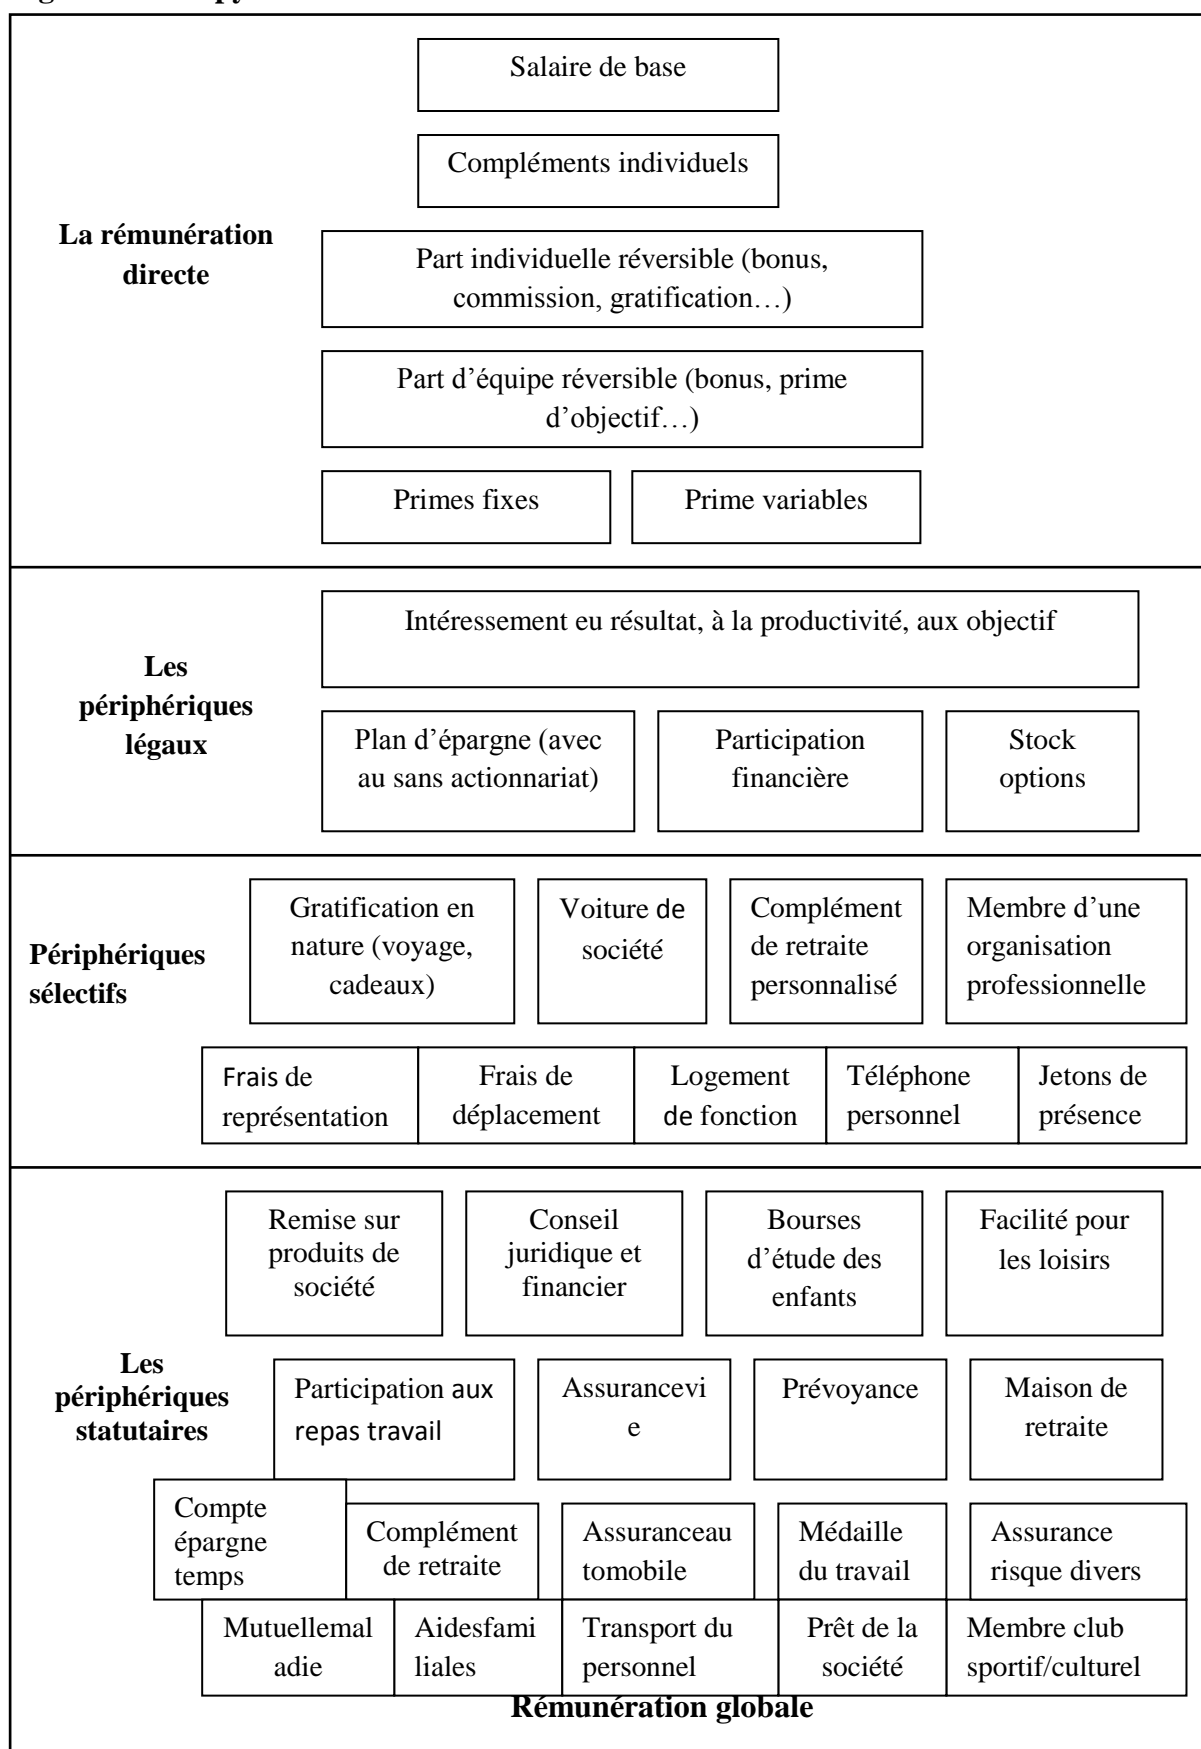 Salaire de base
Compléments individuels
La rémunération
directe
Part individuelle réversible (bonus,
commission, gratification…)
Part d’équipe réversible (bonus, prime
d’objectif…)
Primes fixes
Prime variables
Les
périphériques
légaux
Intéressement eu résultat, à la productivité, aux objectif
Plan d’épargne (avec
au sans actionnariat)
Participation
financière
Stock
options
Périphériques
sélectifs
Gratification en
nature (voyage,
cadeaux)
Voiture de
société
Complément
de retraite
personnalisé
Membre d’une
organisation
professionnelle
Frais de
représentation
Frais de
déplacement
Logement
de fonction
Téléphone
personnel
Jetons de
présence
Les
périphériques
statutaires
Remise sur
produits de
société
Conseil
juridique et
financier
Bourses
d’étude des
enfants
Facilité pour
les loisirs
Participation aux
repas travail
Assurancevi
e
Prévoyance
Maison de
retraite
Compte
épargne
temps
Complément
de retraite
Assuranceau
tomobile
Médaille
du travail
Assurance
risque divers
Mutuellemal
adie
Aidesfami
liales
Transport du
personnel
Prêt de la
société
Membre club
sportif/culturel
Rémunération globale